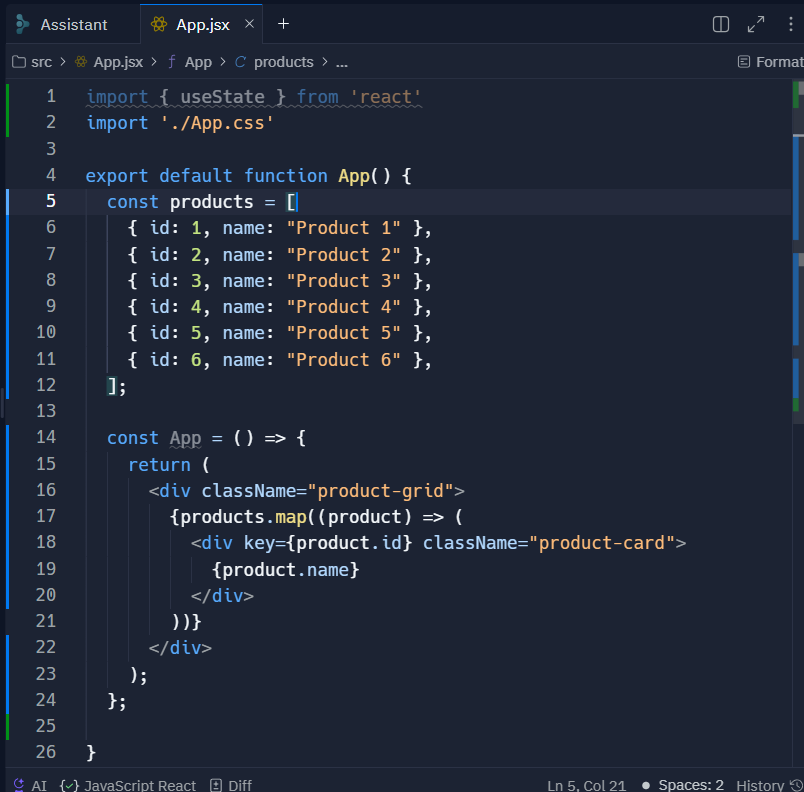 Assistant App.jsx × +
src > App.jsx > f App > products > ... Format
1 import { useState } from 'react'
2 import './App.css'
3
4 export default function App() {
5 const products = [
6 { id: 1, name: "Product 1" },
7 { id: 2, name: "Product 2" },
8 { id: 3, name: "Product 3" },
9 { id: 4, name: "Product 4" },
10 { id: 5, name: "Product 5" },
11 { id: 6, name: "Product 6" },
12 ];
13
14 const App = () => {
15 return (
16 <div className="product-grid">
17 {products.map((product) => (
18 <div key={product.id} className="product-card">
19 {product.name}
20 </div>
21 ))}
22 </div>
23 );
24 };
25
26 }
AI {✓} JavaScript React Diff Ln 5, Col 21 • Spaces: 2 History